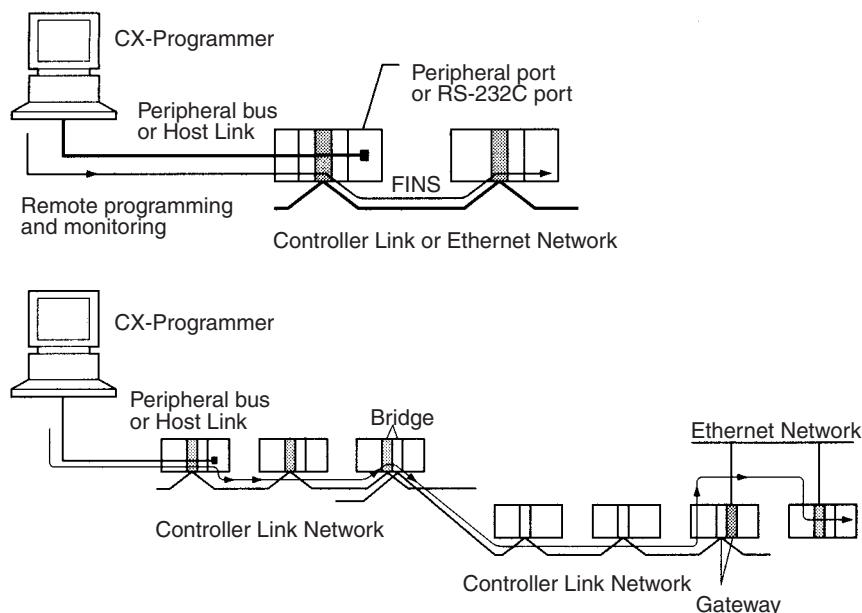 CX-Programmer
Peripheral port
or RS-232C port
Peripheral bus
or Host Link
FINS
Remote programming
and monitoring
Controller Link or Ethernet Network
CX-Programmer
Peripheral bus
or Host Link
Bridge
Ethernet Network
Controller Link Network
Controller Link Network
Gateway